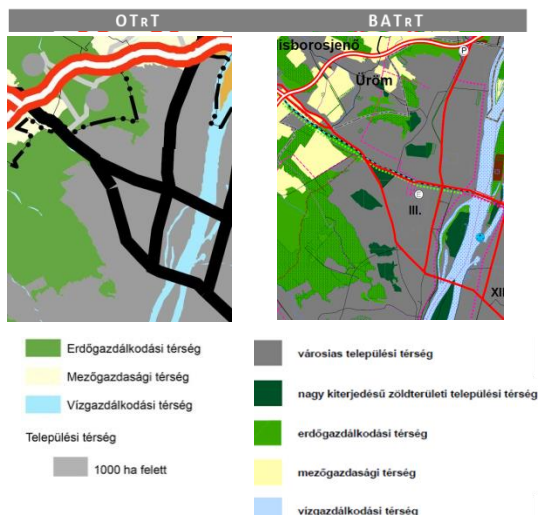 OTRT
BATRT
isborosjenő
P
Üröm
E
III.
XII
Erdőgazdálkodási térség
Mezőgazdasági térség
Vízgazdálkodási térség
Települési térség
1000 ha felett
városias települési térség
nagy kiterjedésű zöldterületi települési térség
erdőgazdálkodási térség
mezőgazdasági térség
vízgazdálkodási térség